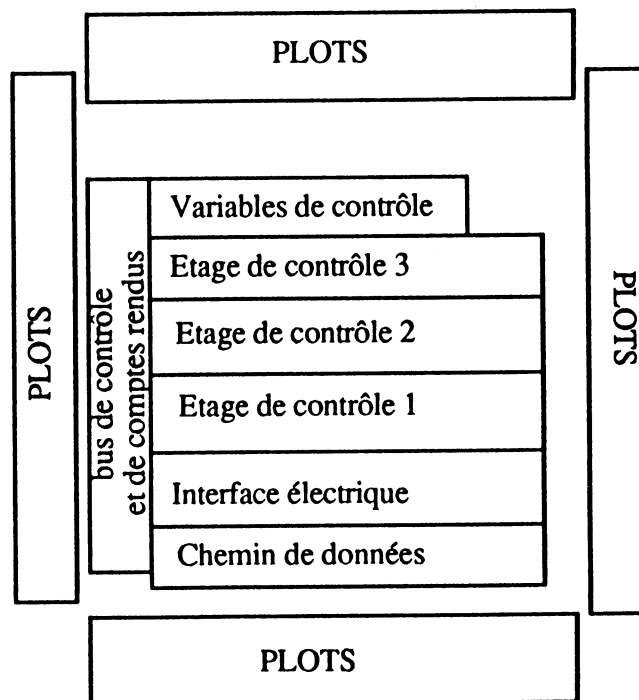 PLOTS
PLOTS
bus de contrôle
et de comptes rendus
Variables de contrôle
Etage de contrôle 3
Etage de contrôle 2
Etage de contrôle 1
Interface électrique
Chemin de données
PLOTS
PLOTS